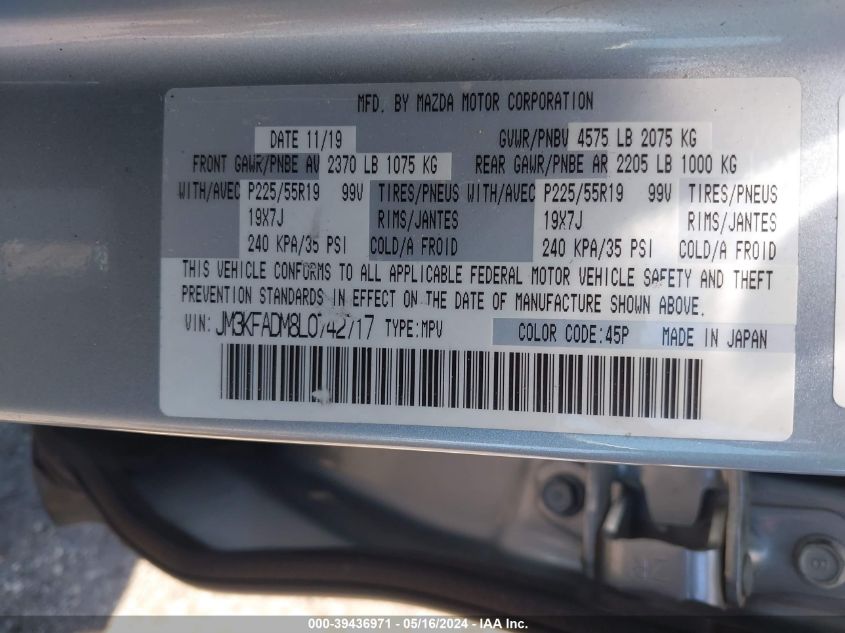 MFD. BY MAZDA MOTOR CORPORATION
DATE 11/19 GVWR/PNBV 4575 LB 2075 KG
FRONT GAWR/PNBE AV 2370 LB 1075 KG REAR GAWR/PNBE AR 2205 LB 1000 KG
WITH/AVEC P225/55R19 99V TIRES/PNEUS WITH/AVEC P225/55R19 99V TIRES/PNEUS
19X7J RIMS/JANTES 19X7J RIMS/JANTES
240 KPA/35 PSI COLD/A FROID 240 KPA/35 PSI COLD/A FROID
THIS VEHICLE CONFORMS TO ALL APPLICABLE FEDERAL MOTOR VEHICLE SAFETY AND THEFT
PREVENTION STANDARDS IN EFFECT ON THE DATE OF MANUFACTURE SHOWN ABOVE.
VIN: JM3KFADM8L0742717 TYPE:MPV COLOR CODE:45P MADE IN JAPAN
000-39436971 - 05/16/2024 - IAAI.COM